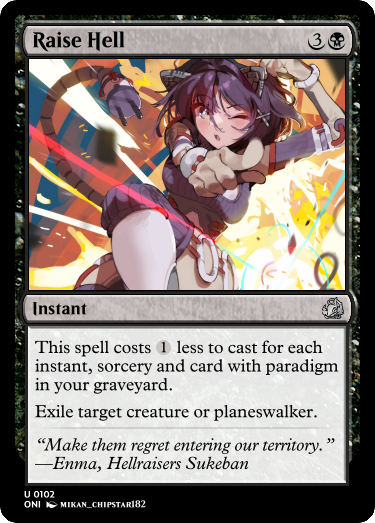 Raise Hell 3
Instant
This spell costs 1 less to cast for each
instant, sorcery and card with paradigm
in your graveyard.
Exile target creature or planeswalker.
“Make them regret entering our territory.”
—Enma, Hellraisers Sukeban
U 0102
ONI MIKAN_CHIPSTAR182